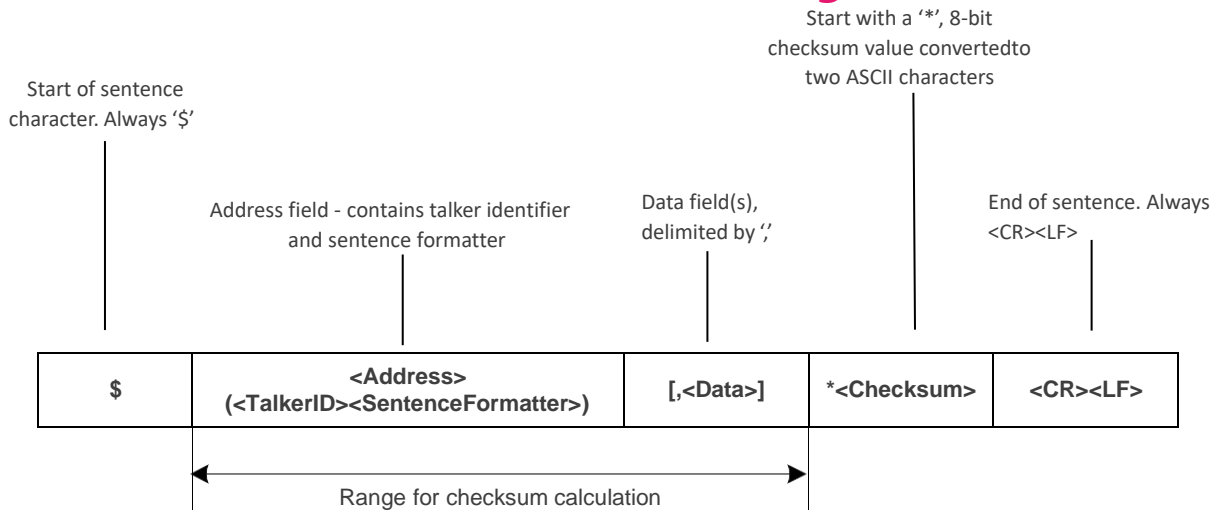 Start with a ‘*’, 8-bit
checksum value convertedto
two ASCII characters
Start of sentence
character. Always ‘$’
Address field - contains talker identifier
and sentence formatter
Data field(s),
delimited by ‘,’
End of sentence. Always
<CR><LF>
$
<Address>
(<TalkerID><SentenceFormatter>)
[,<Data>]
*<Checksum>
<CR><LF>
Range for checksum calculation